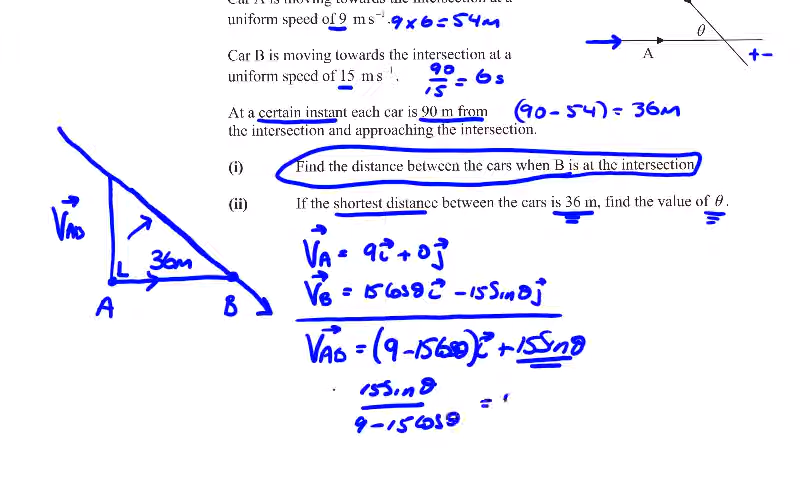 uniform speed of 9 m s⁻¹. 9 × 6 = 54m
θ
A
+ -
Car B is moving towards the intersection at a
uniform speed of 15 m s⁻¹. 90/15 = 6s
At a certain instant each car is 90 m from (90 - 54) = 36m
the intersection and approaching the intersection.
(i) Find the distance between the cars when B is at the intersection
(ii) If the shortest distance between the cars is 36 m, find the value of θ.
V⃗AB
36m
L
A
B
V⃗A = 9i⃗ + 0j⃗
V⃗B = 15cosθi⃗ - 15sinθj⃗
V⃗AB = (9 - 15cosθ)i⃗ + 15sinθ
15sinθ/9 - 15cosθ =